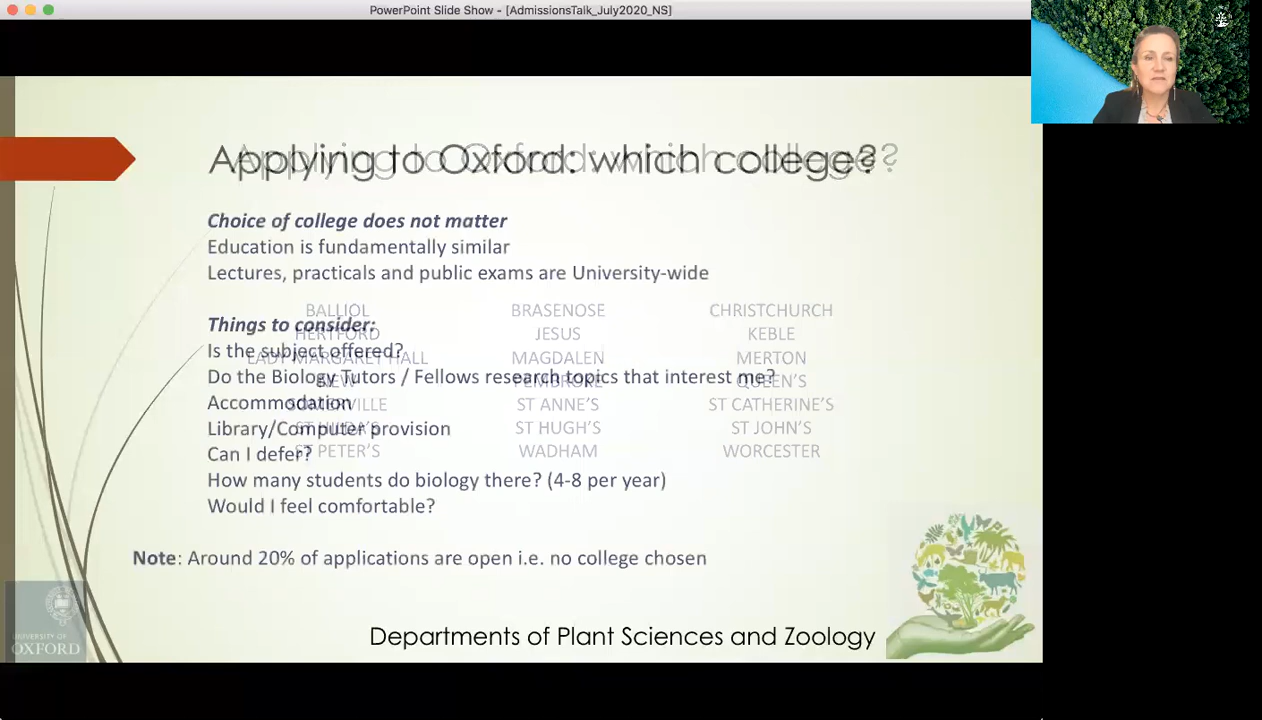 PowerPoint Slide Show - [AdmissionsTalk_July2020_NS]
Applying to Oxford: which college?
Choice of college does not matter
Education is fundamentally similar
Lectures, practicals and public exams are University-wide
Things to consider:
Is the subject offered?
Do the Biology Tutors / Fellows research topics that interest me?
Accommodation
Library/Computer provision
Can I defer?
How many students do biology there? (4-8 per year)
Would I feel comfortable?
Note: Around 20% of applications are open i.e. no college chosen
BALLIOL BRASENOSE CHRISTCHURCH
HERTFORD JESUS KEBLE
LADY MARGARET HALL MAGDALEN MERTON
NEW PEMBROKE QUEEN'S
SOMERVILLE ST ANNE'S ST CATHERINE'S
ST HILDA'S ST HUGH'S ST JOHN'S
ST PETER'S WADHAM WORCESTER
UNIVERSITY OF
OXFORD
Departments of Plant Sciences and Zoology